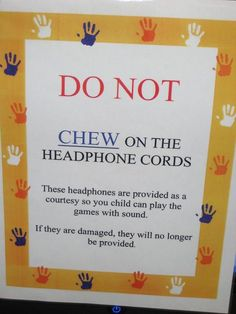 DO NOT
CHEW ON THE
HEADPHONE CORDS
These headphones are provided as a
courtesy so you child can play the
games with sound.
If they are damaged, they will no longer
be provided.